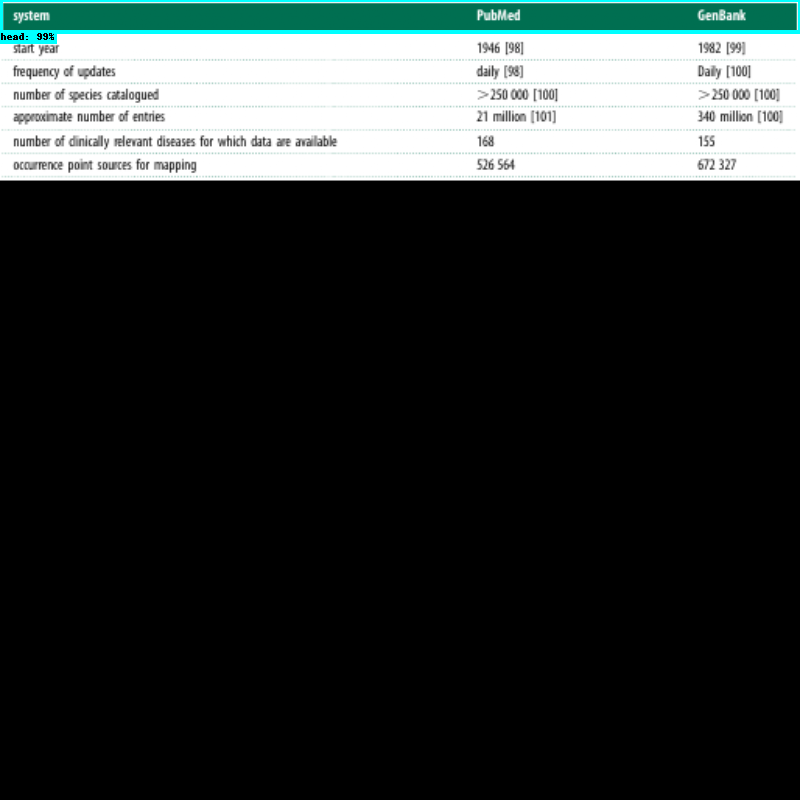 system PubMed GenBank
head: 99%
start year 1946 [98] 1982 [99]
frequency of updates daily [98] Daily [100]
number of species catalogued >250 000 [100] >250 000 [100]
approximate number of entries 21 million [101] 340 million [100]
number of clinically relevant diseases for which data are available 168 155
occurrence point sources for mapping 526 564 672 327